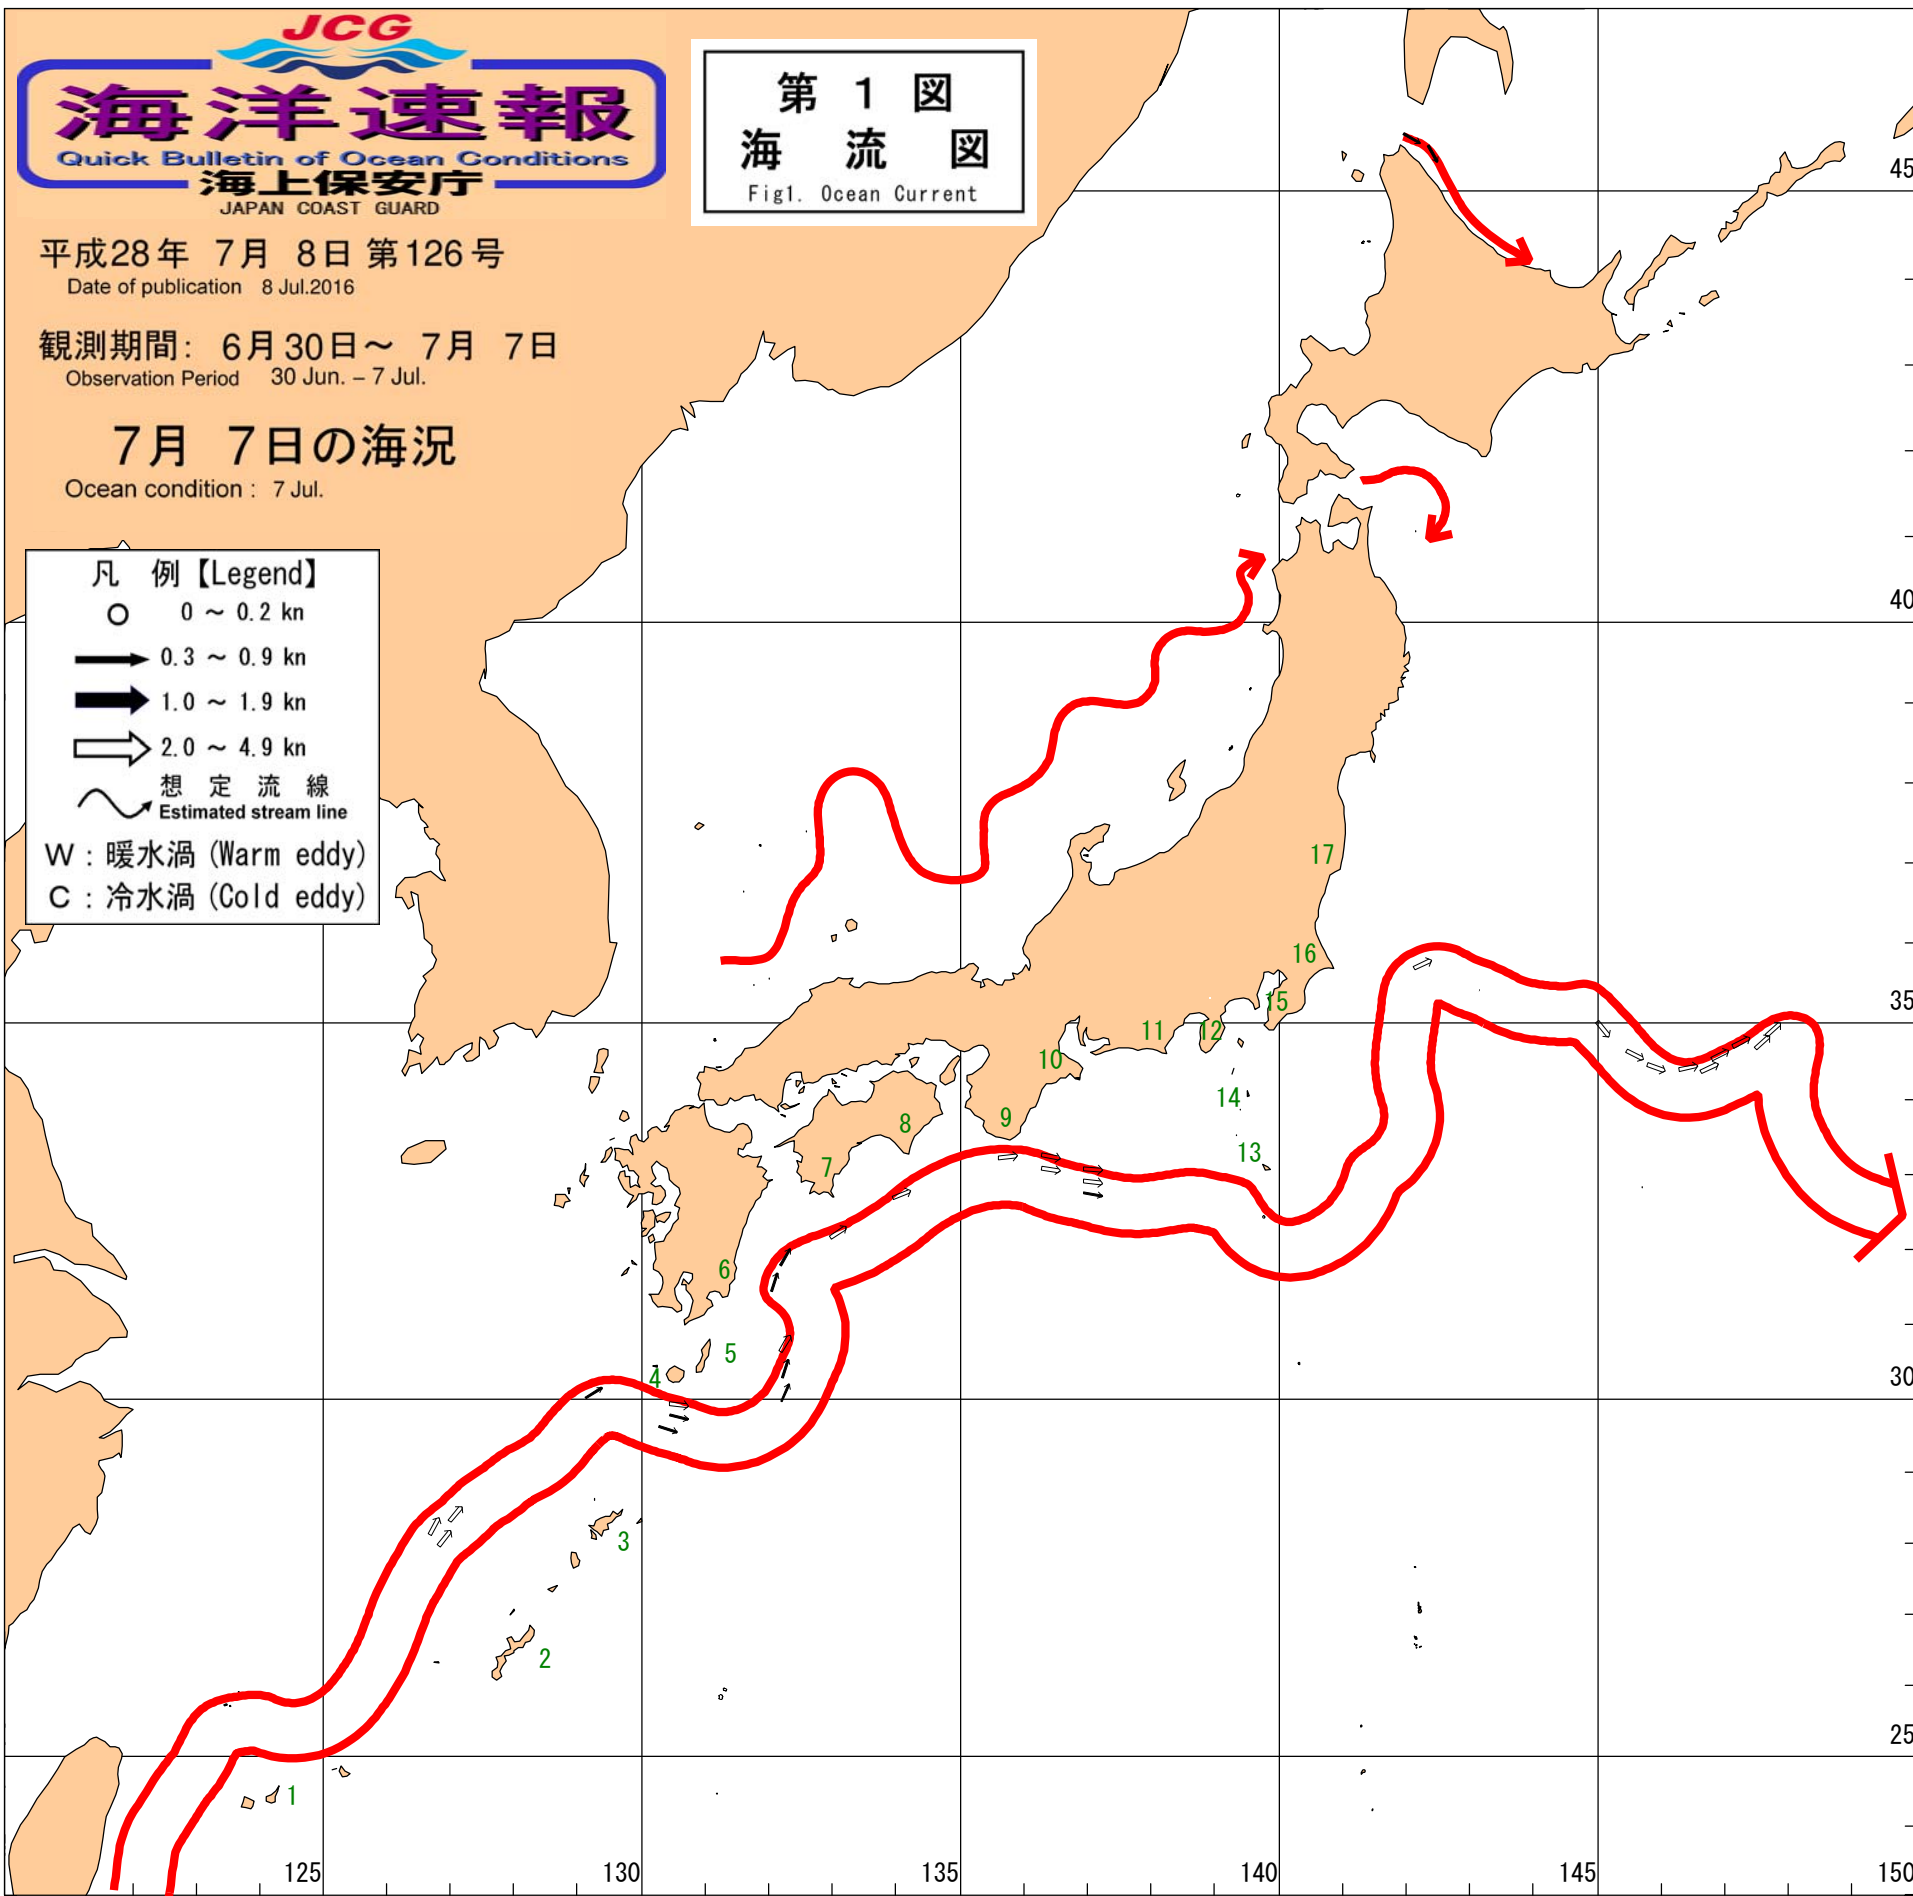 JCG
海洋速報
Quick Bulletin of Ocean Conditions
海上保安庁
JAPAN COAST GUARD
平成28年 7月 8日 第126号
Date of publication 8 Jul.2016
観測期間: 6月30日～ 7月 7日
Observation Period 30 Jun. – 7 Jul.
7月 7日の海況
Ocean condition : 7 Jul.
第 1 図
海 流 図
Fig1. Ocean Current
凡 例【Legend】
0 ～ 0.2 kn
0.3 ～ 0.9 kn
1.0 ～ 1.9 kn
2.0 ～ 4.9 kn
想 定 流 線
Estimated stream line
W : 暖水渦 (Warm eddy)
C : 冷水渦 (Cold eddy)
45
40
17
16
35
15
11
12
10
14
8
9
13
7
6
5
4
30
3
2
25
1
125
130
135
140
145
150